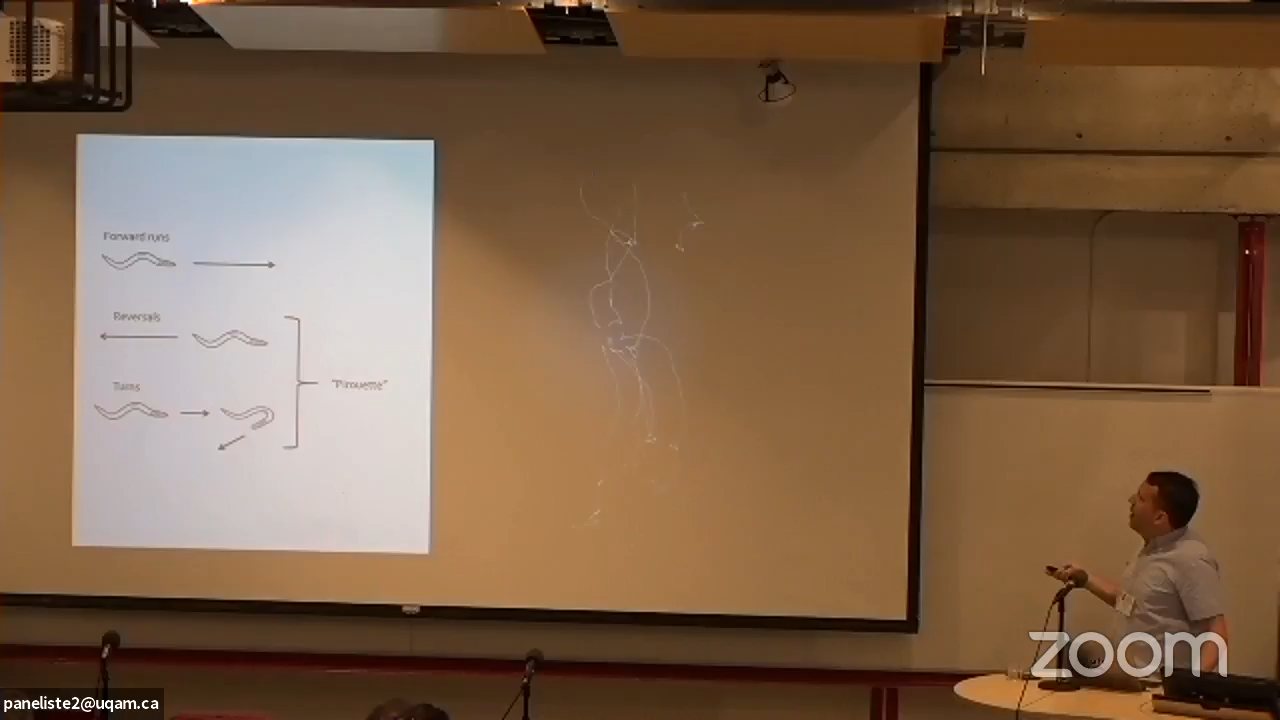 Forward runs
Reversals
Turns
"Pirouette"
zoom
paneliste2@uqam.ca